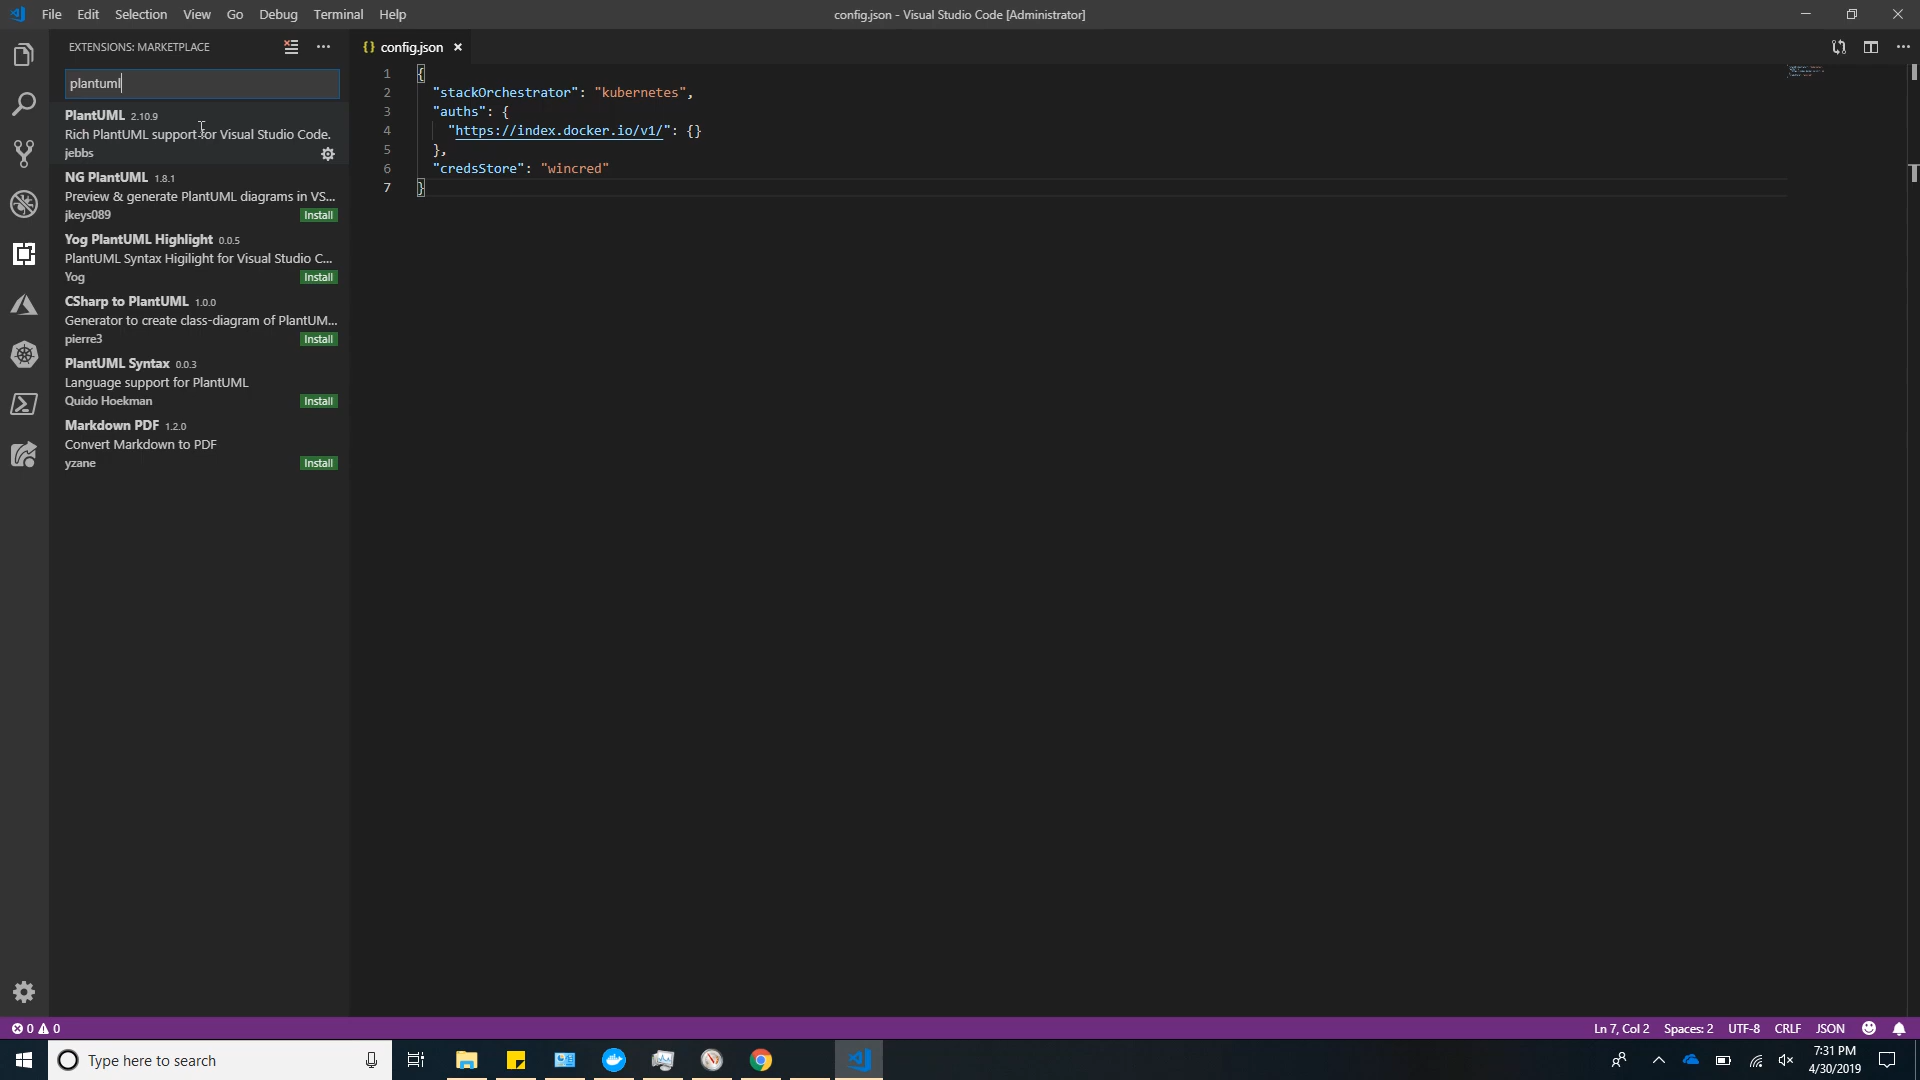 File Edit Selection View Go Debug Terminal Help
config.json - Visual Studio Code [Administrator]
EXTENSIONS: MARKETPLACE
plantuml
PlantUML 2.10.9
Rich PlantUML support for Visual Studio Code.
jebbs
NG PlantUML 1.8.1
Preview & generate PlantUML diagrams in VS...
jkeys089 Install
Yog PlantUML Highlight 0.0.5
PlantUML Syntax Higilight for Visual Studio C...
Yog Install
CSharp to PlantUML 1.0.0
Generator to create class-diagram of PlantUM...
pierre3 Install
PlantUML Syntax 0.0.3
Language support for PlantUML
Quido Hoekman Install
Markdown PDF 1.2.0
Convert Markdown to PDF
yzane Install
{} config.json
1 {
2 "stackOrchestrator": "kubernetes",
3 "auths": {
4 "https://index.docker.io/v1/": {}
5 },
6 "credsStore": "wincred"
7 }
0 0
Ln 7, Col 2 Spaces: 2 UTF-8 CRLF JSON
Type here to search
7:31 PM
4/30/2019